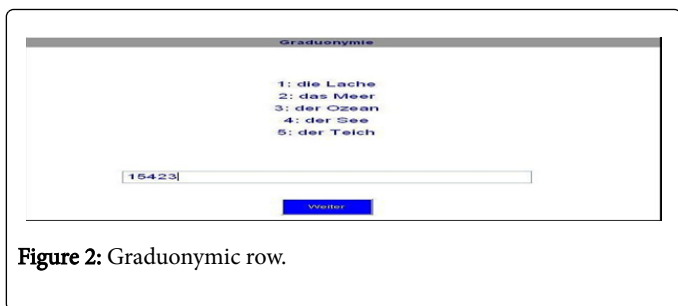 Graduonymie
1: die Lache
2: das Meer
3: der Ozean
4: der See
5: der Teich
15423
Weiter
Figure 2: Graduonymic row.